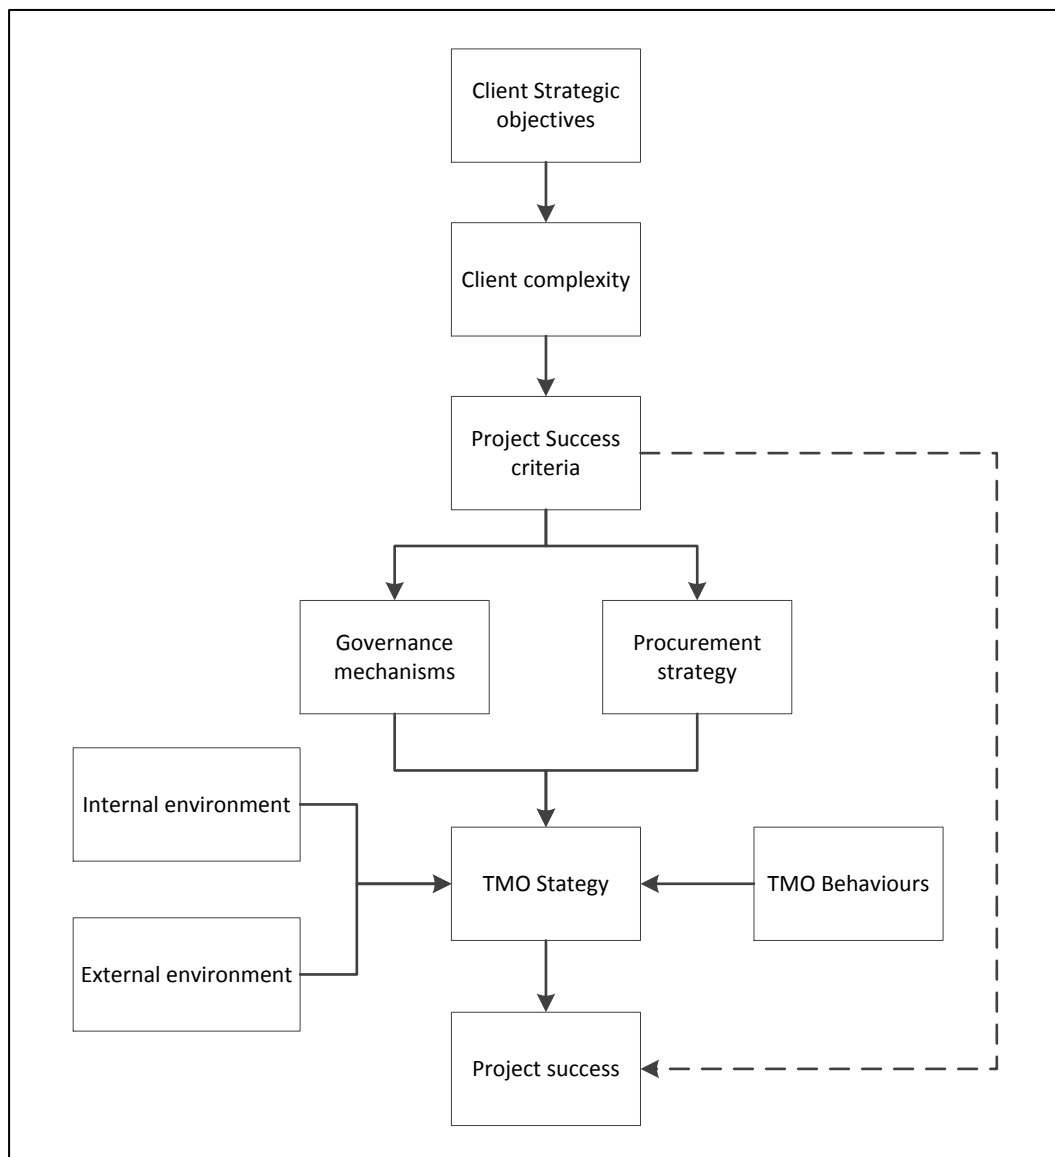 Client Strategic
objectives
Client complexity
Project Success
criteria
Governance
mechanisms
Procurement
strategy
Internal environment
TMO Stategy
TMO Behaviours
External environment
Project success